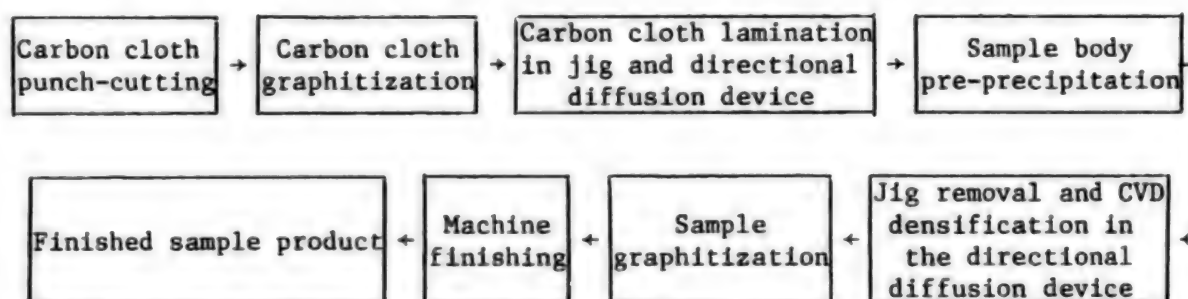 Carbon cloth
punch-cutting
→
Carbon cloth
graphitization
→
Carbon cloth lamination
in jig and directional
diffusion device
→
Sample body
pre-precipitation
Jig removal and CVD
densification in
the directional
diffusion device
←
Sample
graphitization
←
Machine
finishing
←
Finished sample product